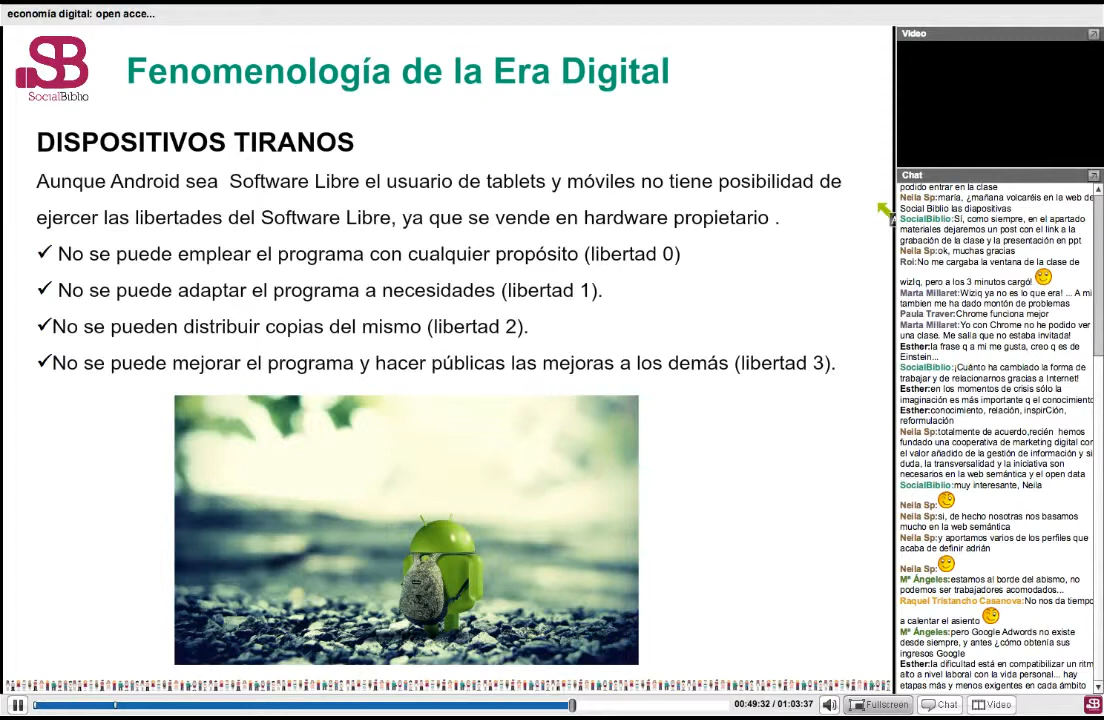 economía digital: open acce...
SB
SocialBiblio
Fenomenología de la Era Digital
DISPOSITIVOS TIRANOS
Aunque Android sea Software Libre el usuario de tablets y móviles no tiene posibilidad de
ejercer las libertades del Software Libre, ya que se vende en hardware propietario .
✓ No se puede emplear el programa con cualquier propósito (libertad 0)
✓ No se puede adaptar el programa a necesidades (libertad 1).
✓No se pueden distribuir copias del mismo (libertad 2).
✓No se puede mejorar el programa y hacer públicas las mejoras a los demás (libertad 3).
Video
Chat
podido entrar en la clase
Neila Sp:maría, ¿mañana volcaréis en la web de
Social Biblio las diapositivas
SocialBiblio:Sí, como siempre, en el apartado
materiales dejaremos un post con el link a la
grabación de la clase y la presentación en ppt
Neila Sp:ok, muchas gracias
Rol:No me cargaba la ventana de la clase de
wizIq, pero a los 3 minutos cargó!
Marta Millaret:Wiziq ya no es lo que era! ... A mi
tambien me ha dado montón de problemas
Paula Traver:Chrome funciona mejor
Marta Millaret:Yo con Chrome no he podido ver
una clase. Me salia que no estaba invitada!
Esther:la frase q a mi me gusta, creo q es de
Einstein...
SocialBiblio:¡Cuánto ha cambiado la forma de
trabajar y de relacionarnos gracias a Internet!
Esther:en los momentos de crisis sólo la
imaginación es más importante q el conocimiento
Esther:conocimiento, relación, inspirCión,
reformulación
Neila Sp:totalmente de acuerdo,recién hemos
fundado una cooperativa de marketing digital con
el valor añadido de la gestión de información y si
duda, la transversalidad y la iniciativa son
necesarios en la web semántica y el open data
SocialBiblio:muy interesante, Neila
Neila Sp:
Neila Sp:si, de hecho nosotras nos basamos
mucho en la web semántica
Neila Sp:y aportamos varios de los perfiles que
acaba de definir adrián
Neila Sp:
Mª Ángeles:estamos al borde del abismo, no
podemos ser trabajadores acomodados...
Raquel Tristancho Casanova:No nos da tiempo
a calentar el asiento
Mª Ángeles:pero Google Adwords no existe
desde siempre, y antes ¿cómo obtenía sus
ingresos Google
Esther:la dificultad está en compatibilizar un ritm
alto a nivel laboral con la vida personal... hay
etapas más y menos exigentes en cada ámbito
00:49:32 / 01:03:37
Fullscreen
Chat
Video
SB